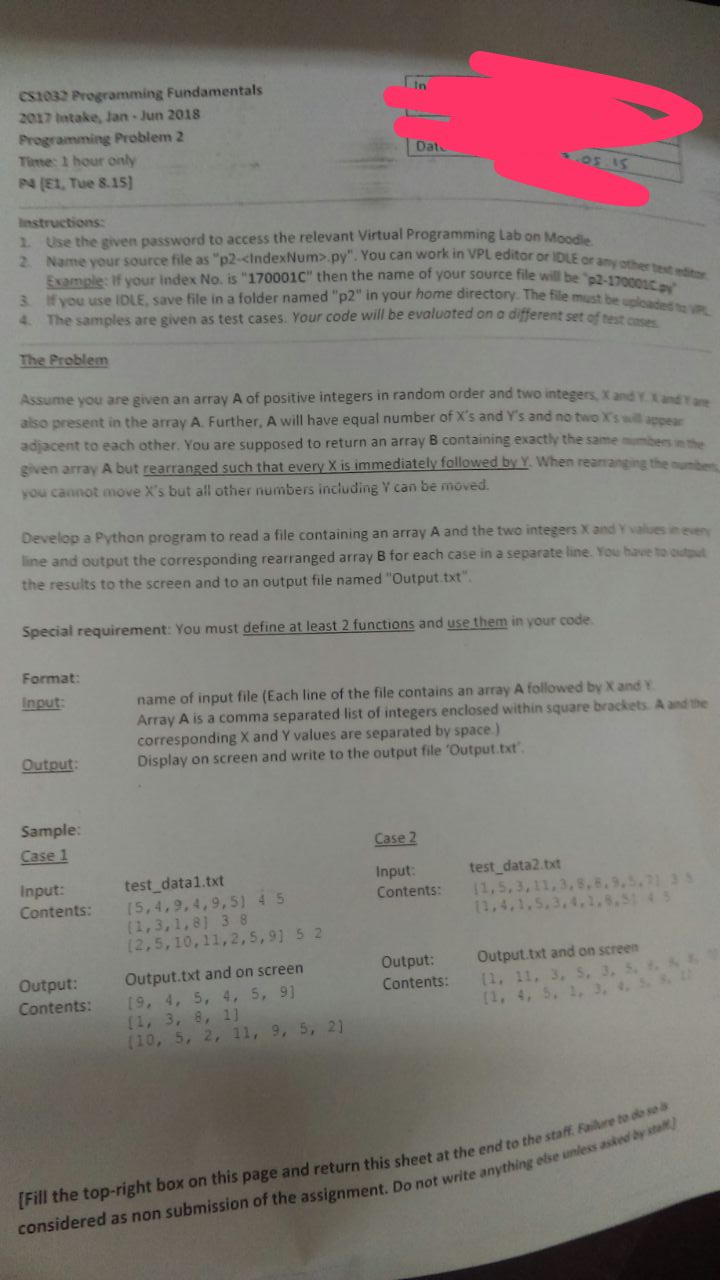 CS1032 Programming Fundamentals
2017 Intake, Jan - Jun 2018
Programming Problem 2
Time: 1 hour only
P4 [E1, Tue 8.15]
In
Dat
.05.15
Instructions:
1. Use the given password to access the relevant Virtual Programming Lab on Moodle.
2. Name your source file as "p2-<IndexNum>.py". You can work in VPL editor or IDLE or any other text editor.
Example: If your Index No. is "170001C" then the name of your source file will be "p2-170001C.py"
3. If you use IDLE, save file in a folder named "p2" in your home directory. The file must be uploaded to VPL.
4. The samples are given as test cases. Your code will be evaluated on a different set of test cases.
The Problem
Assume you are given an array A of positive integers in random order and two integers, X and Y. X and Y are
also present in the array A. Further, A will have equal number of X's and Y's and no two X's will appear
adjacent to each other. You are supposed to return an array B containing exactly the same numbers in the
given array A but rearranged such that every X is immediately followed by Y. When rearranging the numbers,
you cannot move X's but all other numbers including Y can be moved.
Develop a Python program to read a file containing an array A and the two integers X and Y values in every
line and output the corresponding rearranged array B for each case in a separate line. You have to output
the results to the screen and to an output file named "Output.txt".
Special requirement: You must define at least 2 functions and use them in your code.
Format:
Input: name of input file (Each line of the file contains an array A followed by X and Y.
Array A is a comma separated list of integers enclosed within square brackets. A and the
corresponding X and Y values are separated by space.)
Output: Display on screen and write to the output file 'Output.txt'.
Sample:
Case 1
Input: test_data1.txt
Contents: [5,4,9,4,9,5] 4 5
[1,3,1,8] 3 8
[2,5,10,11,2,5,9] 5 2
Output: Output.txt and on screen
Contents: [9, 4, 5, 4, 5, 9]
[1, 3, 8, 1]
[10, 5, 2, 11, 9, 5, 2]
Case 2
Input: test_data2.txt
Contents: [1,5,3,11,3,8,8,9,5,7] 3 5
[1,4,1,5,3,4,1,8,5] 4 5
Output: Output.txt and on screen
Contents: [1, 11, 3, 5, 3, 5,
[1, 4, 5, 1, 3, 4, 5,
[Fill the top-right box on this page and return this sheet at the end to the staff. Failure to do so is
considered as non submission of the assignment. Do not write anything else unless asked by staff.]